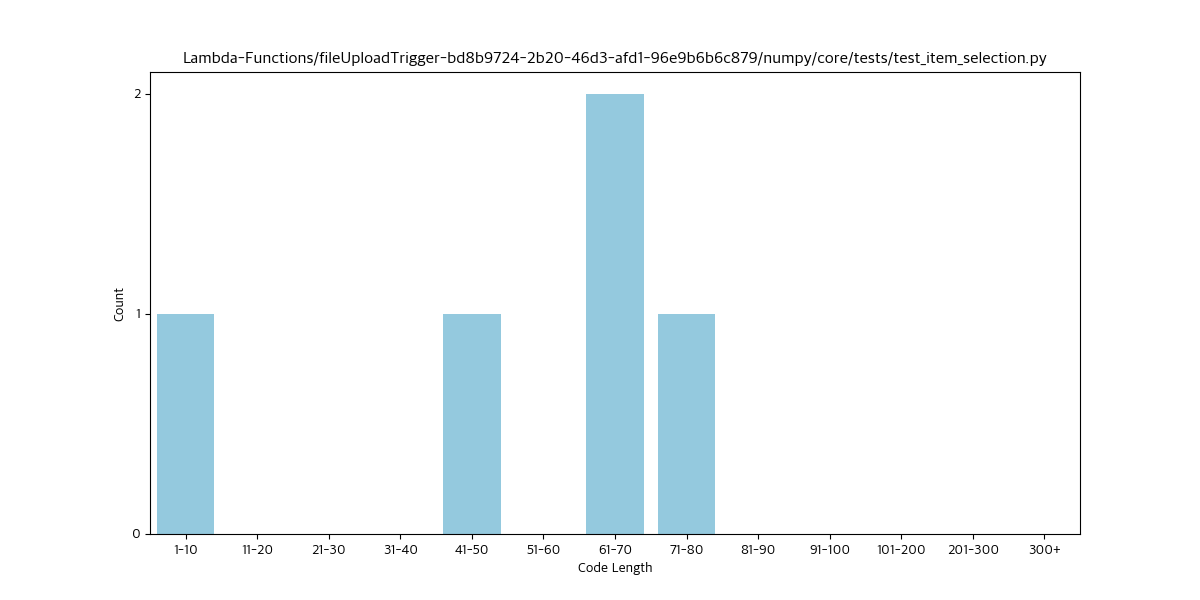 Lambda-Functions/fileUploadTrigger-bd8b9724-2b20-46d3-afd1-96e9b6b6c879/numpy/core/tests/test_item_selection.py
2
1
0
Count
1-10 11-20 21-30 31-40 41-50 51-60 61-70 71-80 81-90 91-100 101-200 201-300 300+
Code Length